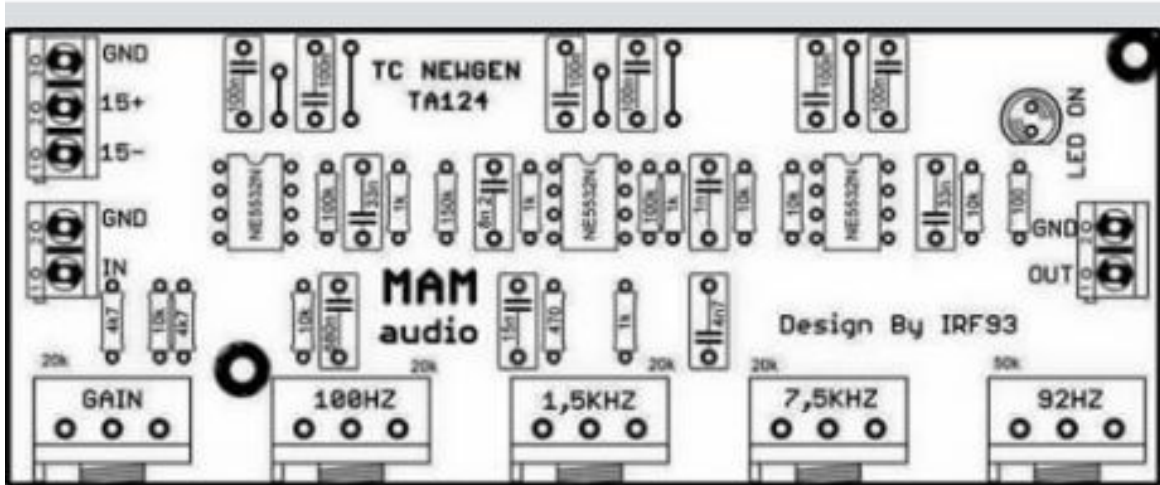 GND
15+
15-
GND
IN
100n
100n
TC NEWGEN
TA124
100n
100n
100n
100n
LED ON
NE5532N
100k
33n
1k
150k
8n2
1k
NE5532N
100k
1k
1n
10k
10k
NE5532N
33n
10k
100
GND
OUT
4k7
10k
4k7
10k
MAM
audio
15n
470
1k
4n7
Design By IRF93
20k
20k
20k
20k
50k
GAIN
100HZ
1,5KHZ
7,5KHZ
92HZ